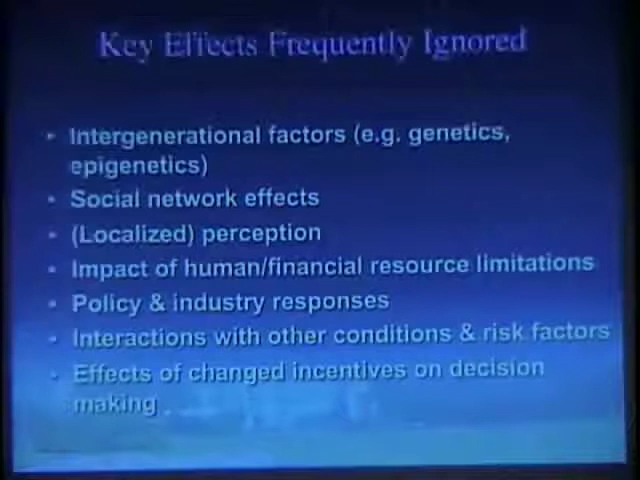 Key Effects Frequently Ignored
• Intergenerational factors (e.g. genetics,
epigenetics)
• Social network effects
• (Localized) perception
• Impact of human/financial resource limitations
• Policy & industry responses
• Interactions with other conditions & risk factors
• Effects of changed incentives on decision
making